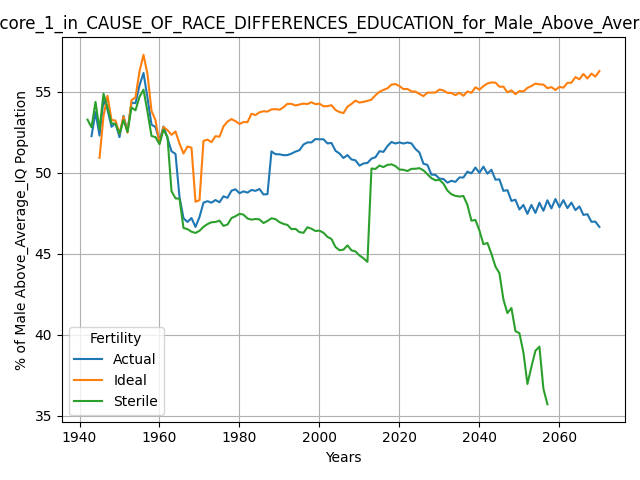 core_1_in_CAUSE_OF_RACE_DIFFERENCES_EDUCATION_for_Male_Above_Aver
% of Male Above_Average_IQ Population
55
50
45
40
35
Fertility
Actual
Ideal
Sterile
1940 1960 1980 2000 2020 2040 2060
Years